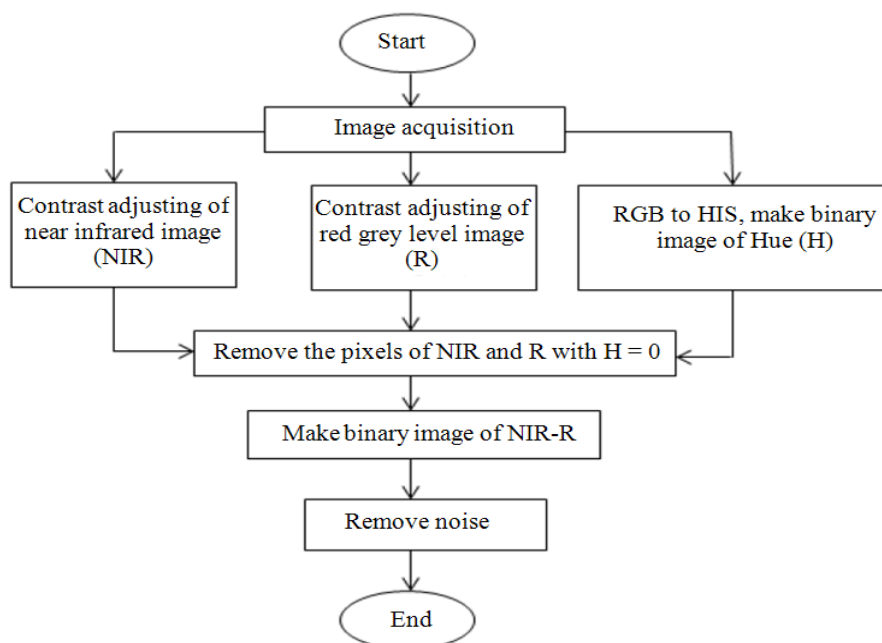 Start
Image acquisition
Contrast adjusting of
near infrared image
(NIR)
Contrast adjusting of
red grey level image
(R)
RGB to HIS, make binary
image of Hue (H)
Remove the pixels of NIR and R with H = 0
Make binary image of NIR-R
Remove noise
End